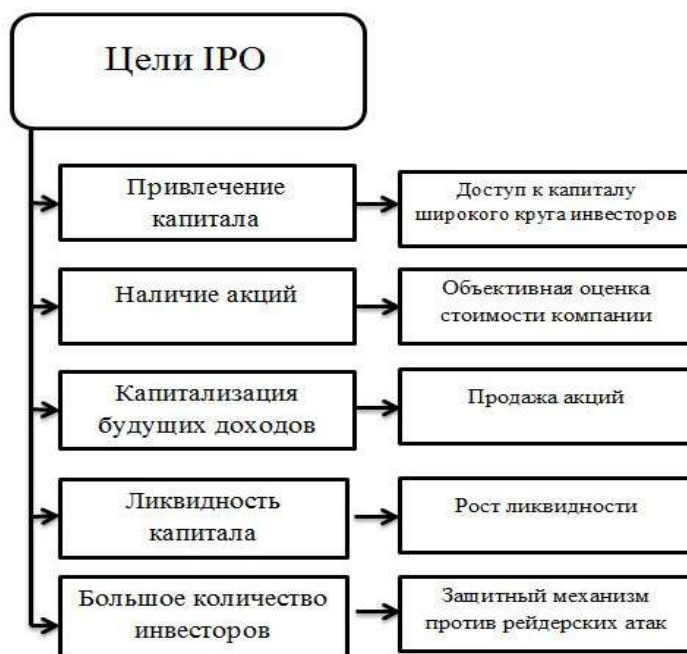 Цели IPO
Привлечение
капитала
Доступ к капиталу
широкого круга инвесторов
Наличие акций
Объективная оценка
стоимости компании
Капитализация
будущих доходов
Продажа акций
Ликвидность
капитала
Рост ликвидности
Большое количество
инвесторов
Защитный механизм
против рейдерских атак